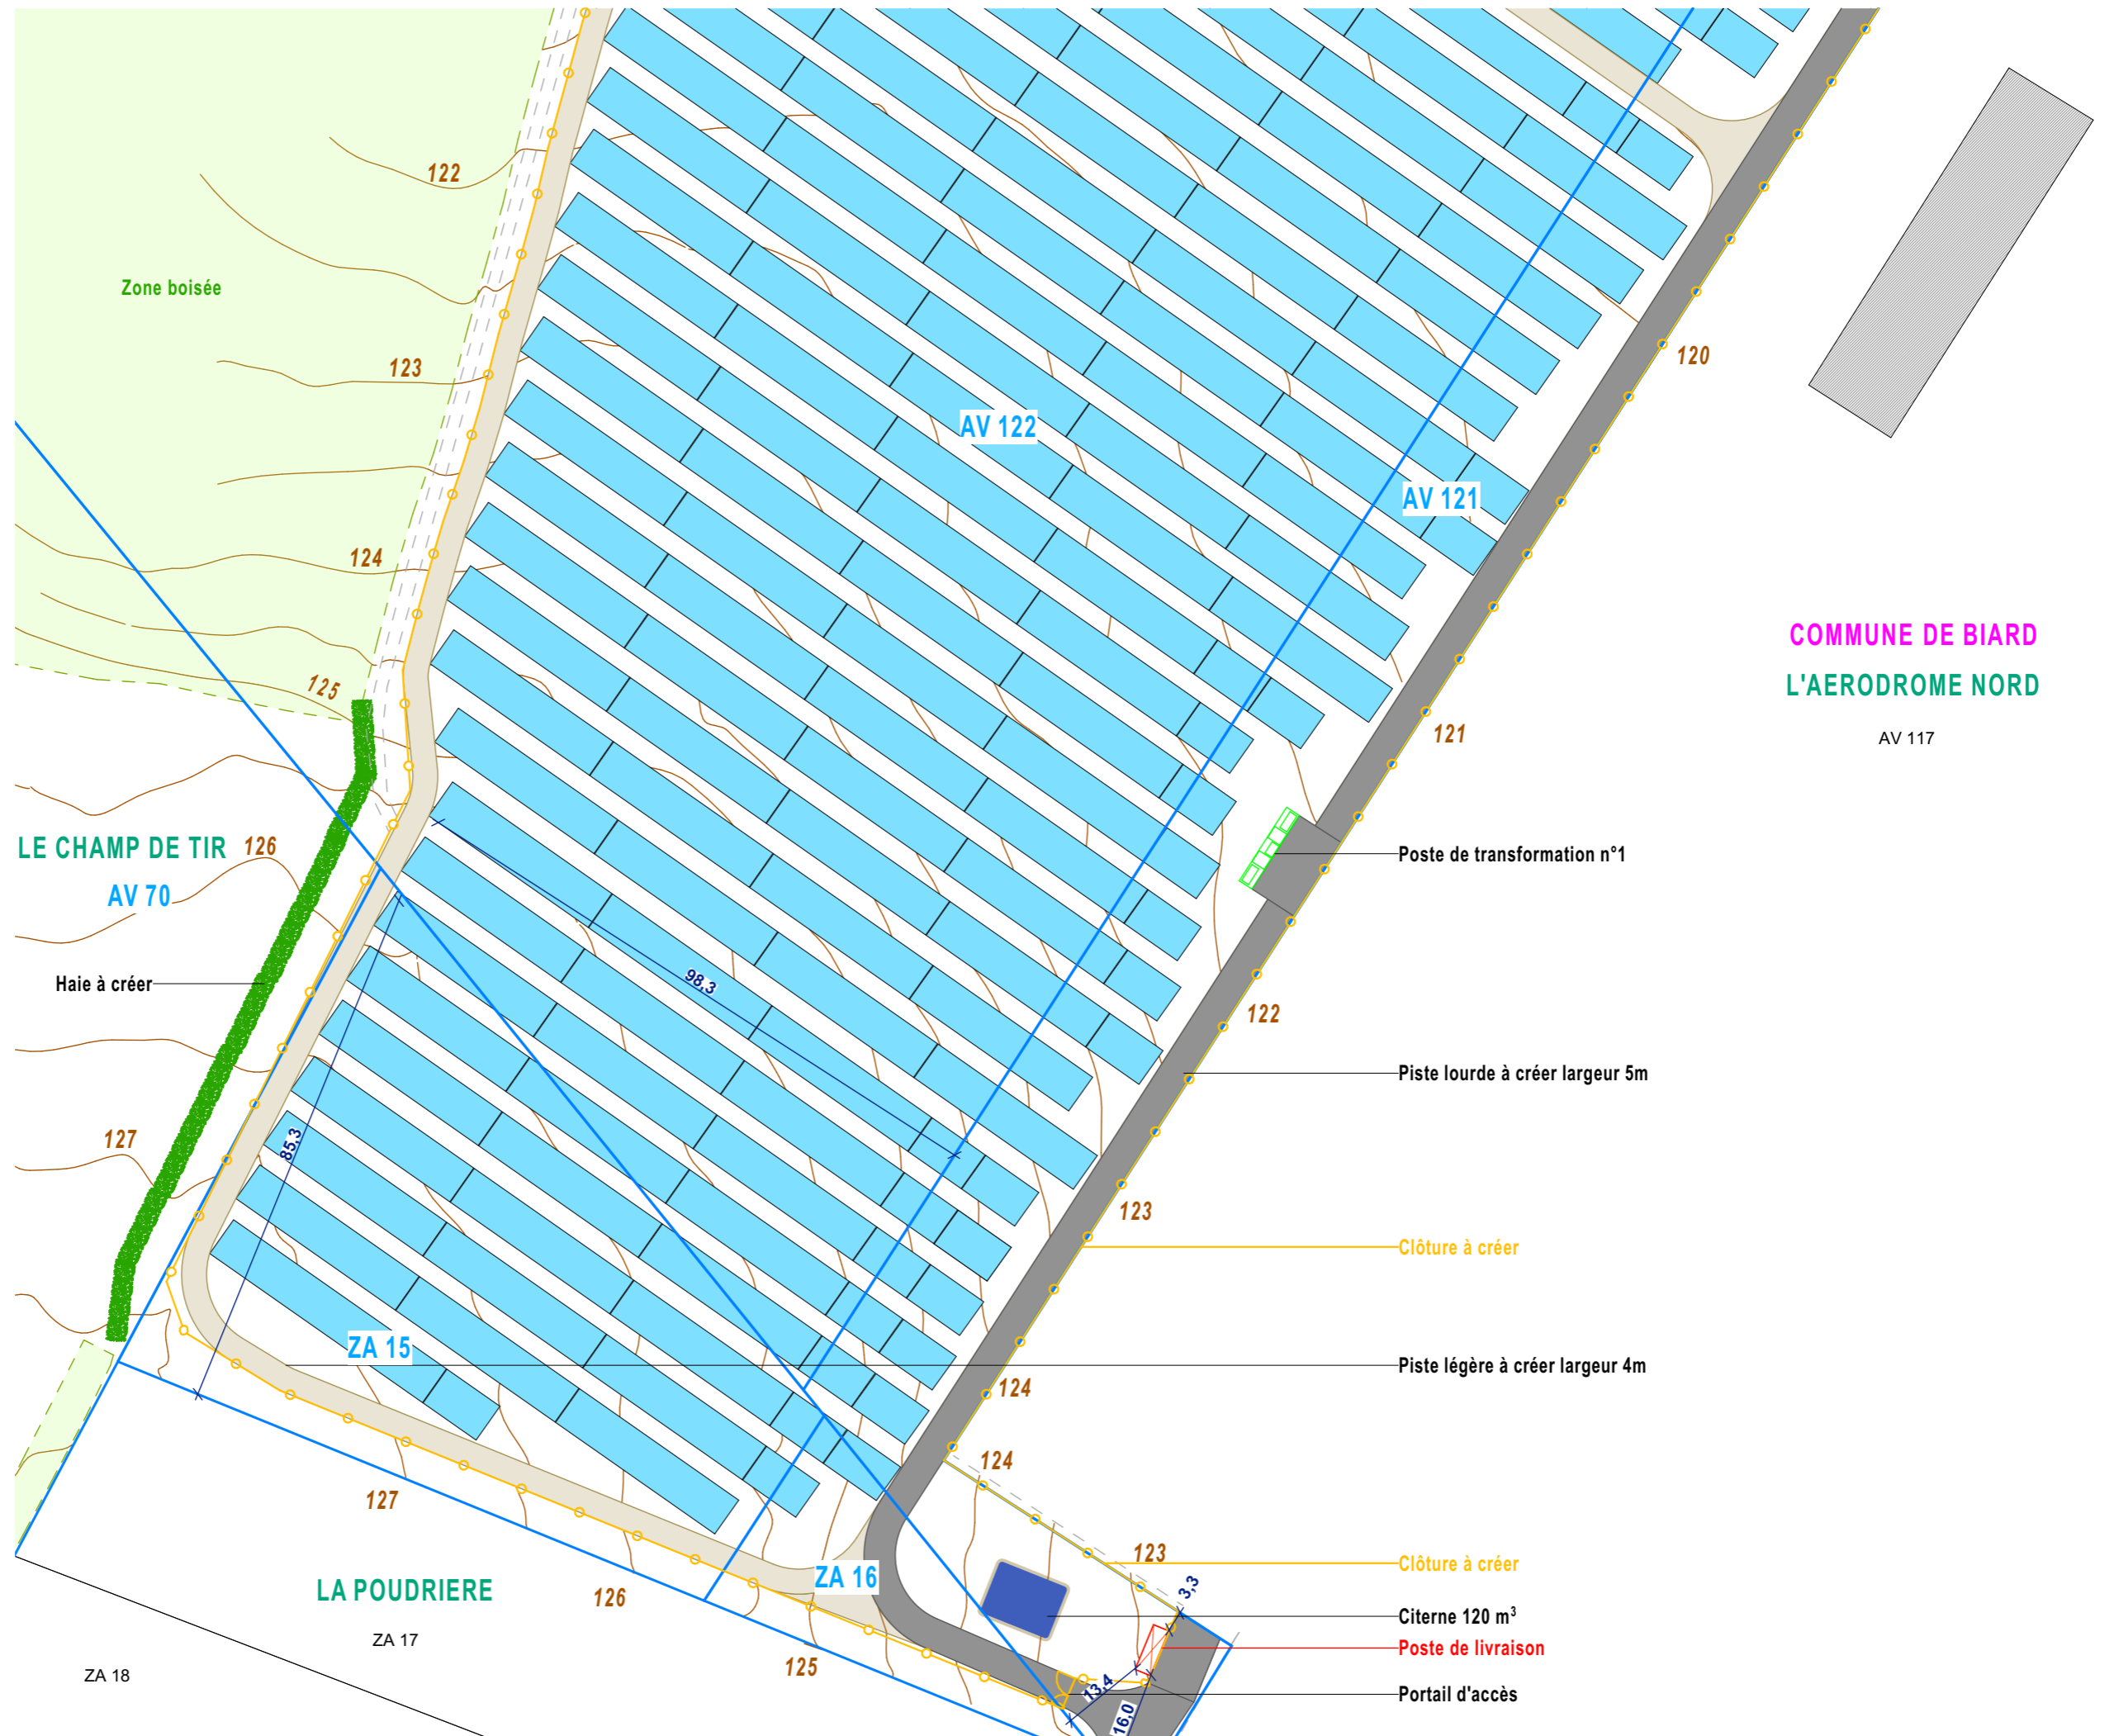 122
Zone boisée
123
120
AV 122
AV 121
124
COMMUNE DE BIARD
L'AERODROME NORD
AV 117
125
121
LE CHAMP DE TIR
126
AV 70
Poste de transformation n°1
Haie à créer
98,3
122
Piste lourde à créer largeur 5m
127
85,3
123
Clôture à créer
ZA 15
Piste légère à créer largeur 4m
124
124
127
123
Clôture à créer
LA POUDRIERE
126
ZA 16
3,3
Citerne 120 m³
ZA 17
Poste de livraison
125
ZA 18
13,4
Portail d'accès
16,0